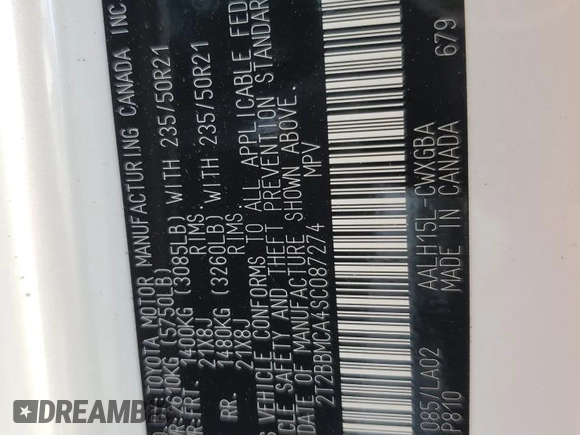 TOYOTA MOTOR MANUFACTURING CANADA INC.
2610KG (5750LB)
FRT. 1400KG (3085LB) WITH 235/50R21
21X8J RIMS.
RR. 1480KG (3260LB) WITH 235/50R21
21X8J RIMS.
VEHICLE CONFORMS TO ALL APPLICABLE FED
SAFETY AND THEFT PREVENTION STANDAR
DATE OF MANUFACTURE SHOWN ABOVE.
2T2BBMCA4SC087274 MPV
085/LA02 AALH15L-CWXGBA 679
P810 MADE IN CANADA
DREAMBID